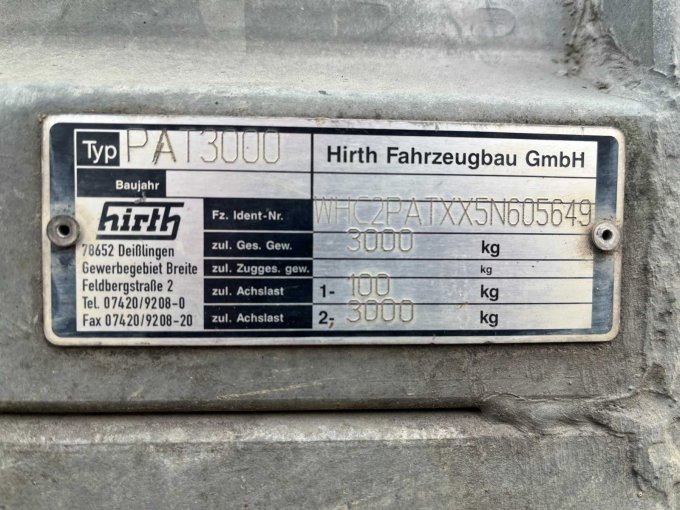 Typ PAT3000 Hirth Fahrzeugbau GmbH
Baujahr
hirth
78652 Deißlingen
Gewerbegebiet Breite
Feldbergstraße 2
Tel. 07420/9208-0
Fax 07420/9208-20
Fz. Ident-Nr. WHC2PATXX5N605649
zul. Ges. Gew. 3000 kg
zul. Zugges. gew. kg
zul. Achslast 1- 100 kg
zul. Achslast 2- 3000 kg